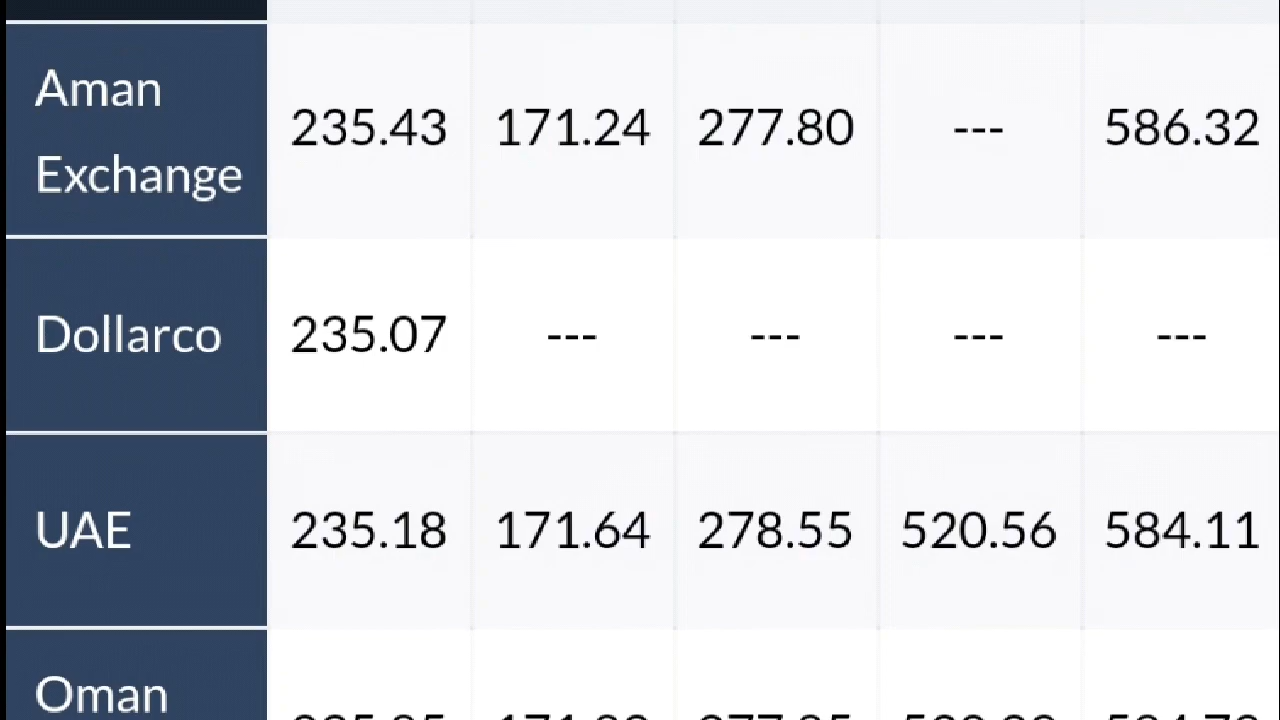 Aman
Exchange 235.43 171.24 277.80 --- 586.32
Dollarco 235.07 --- --- --- ---
UAE 235.18 171.64 278.55 520.56 584.11
Oman